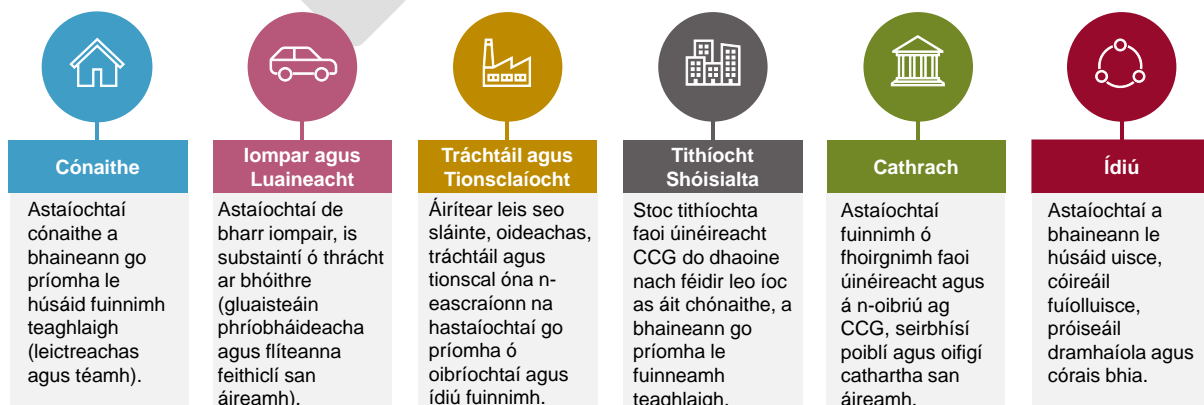 Cónaithe
Astaíochtaí
cónaithe a
bhaineann go
príomha le
húsáid fuinnimh
teaghlaigh
(leictreachas
agus téamh).
Iompar agus
Luaineacht
Astaíochtaí de
bharr iompair, is
substaintí ó thrácht
ar bhóithre
(gluaisteáin
phríobháideacha
agus flíteanna
feithiclí san
áireamh).
Tráchtáil agus
Tionsclaíocht
Áirítear leis seo
sláinte, oideachas,
tráchtáil agus
tionscal óna n-
eascraíonn na
hastaíochtaí go
príomha ó
oibríochtaí agus
ídiú fuinnimh.
Tithíocht
Shóisialta
Stoc tithíochta
faoi úinéireacht
CCG do dhaoine
nach féidir leo íoc
as áit chónaithe, a
bhaineann go
príomha le
fuinneamh
teaghlaigh.
Cathrach
Astaíochtaí
fuinnimh ó
fhoirgnimh faoi
úinéireacht agus
á n-oibriú ag
CCG, seirbhísí
poiblí agus oifigí
cathartha san
áireamh.
Ídiú
Astaíochtaí a
bhaineann le
húsáid uisce,
cóireáil
fuíolluisce,
próiseáil
dramhaíola agus
córais bhia.